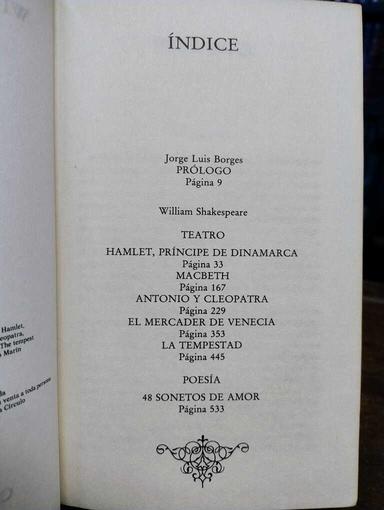 ÍNDICE
Jorge Luis Borges
PRÓLOGO
Página 9
William Shakespeare
TEATRO
HAMLET, PRÍNCIPE DE DINAMARCA
Página 33
MACBETH
Página 167
ANTONIO Y CLEOPATRA
Página 229
EL MERCADER DE VENECIA
Página 353
LA TEMPESTAD
Página 445
POESÍA
48 SONETOS DE AMOR
Página 533
Hamlet,
The tempest
Marín
venta a toda persona
Círculo